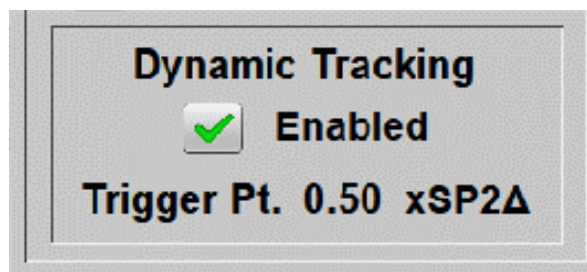 Dynamic Tracking
Enabled
Trigger Pt. 0.50 xSP2Δ